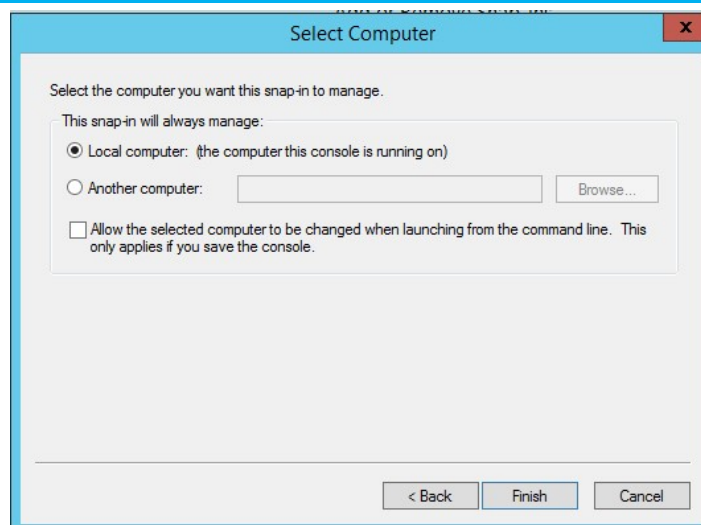 Select Computer
x
Select the computer you want this snap-in to manage.
This snap-in will always manage:
Local computer: (the computer this console is running on)
Another computer:
Browse...
Allow the selected computer to be changed when launching from the command line. This
only applies if you save the console.
< Back
Finish
Cancel